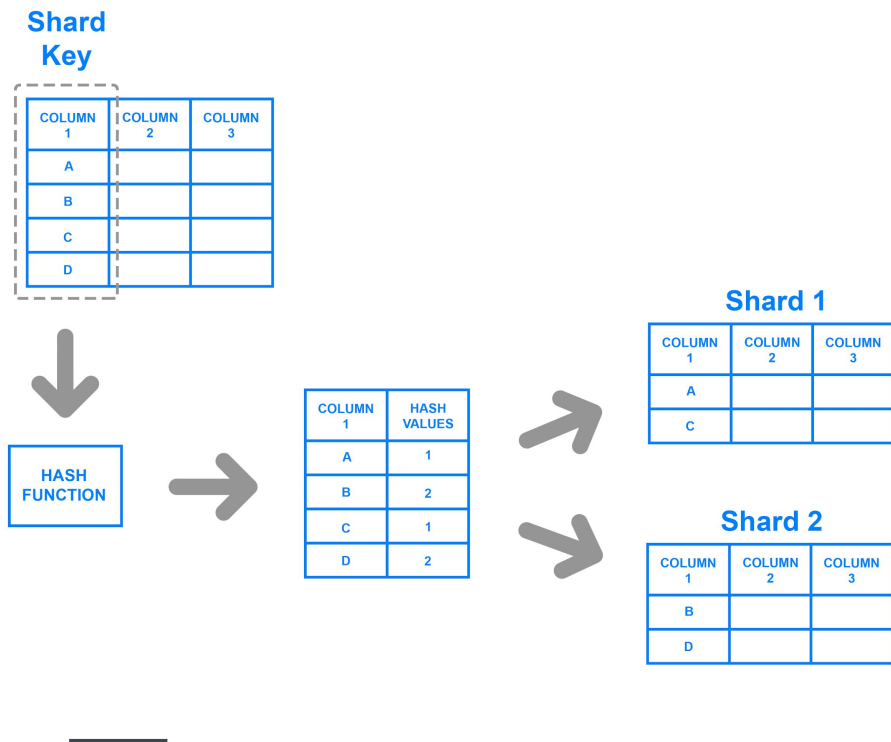 Shard
Key
COLUMN COLUMN COLUMN
1 2 3
A
B
C
D
HASH
FUNCTION
COLUMN HASH
1 VALUES
A 1
B 2
C 1
D 2
Shard 1
COLUMN COLUMN COLUMN
1 2 3
A
C
Shard 2
COLUMN COLUMN COLUMN
1 2 3
B
D